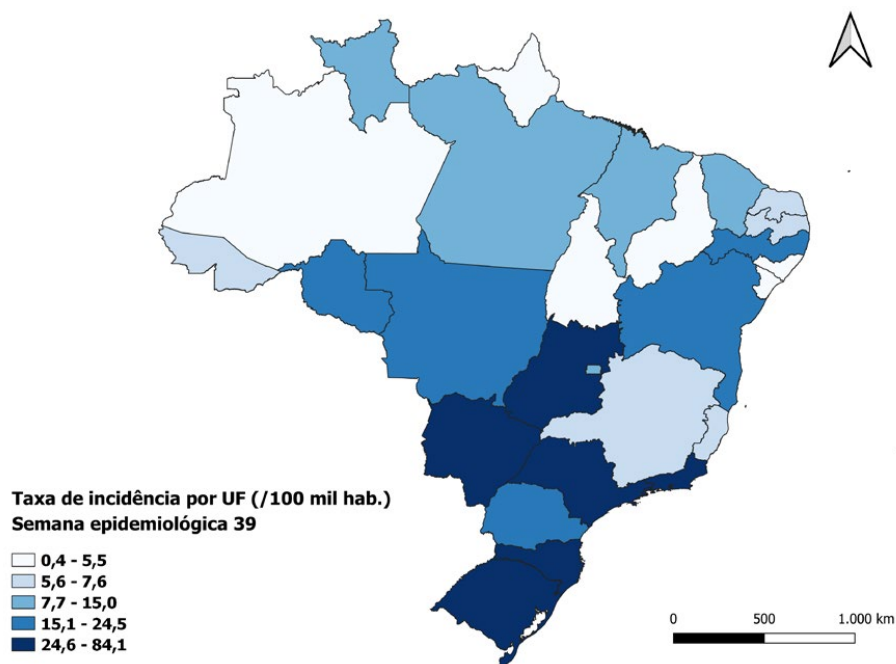 Taxa de incidência por UF (/100 mil hab.)
Semana epidemiológica 39
0,4 - 5,5
5,6 - 7,6
7,7 - 15,0
15,1 - 24,5
24,6 - 84,1
0 500 1.000 km